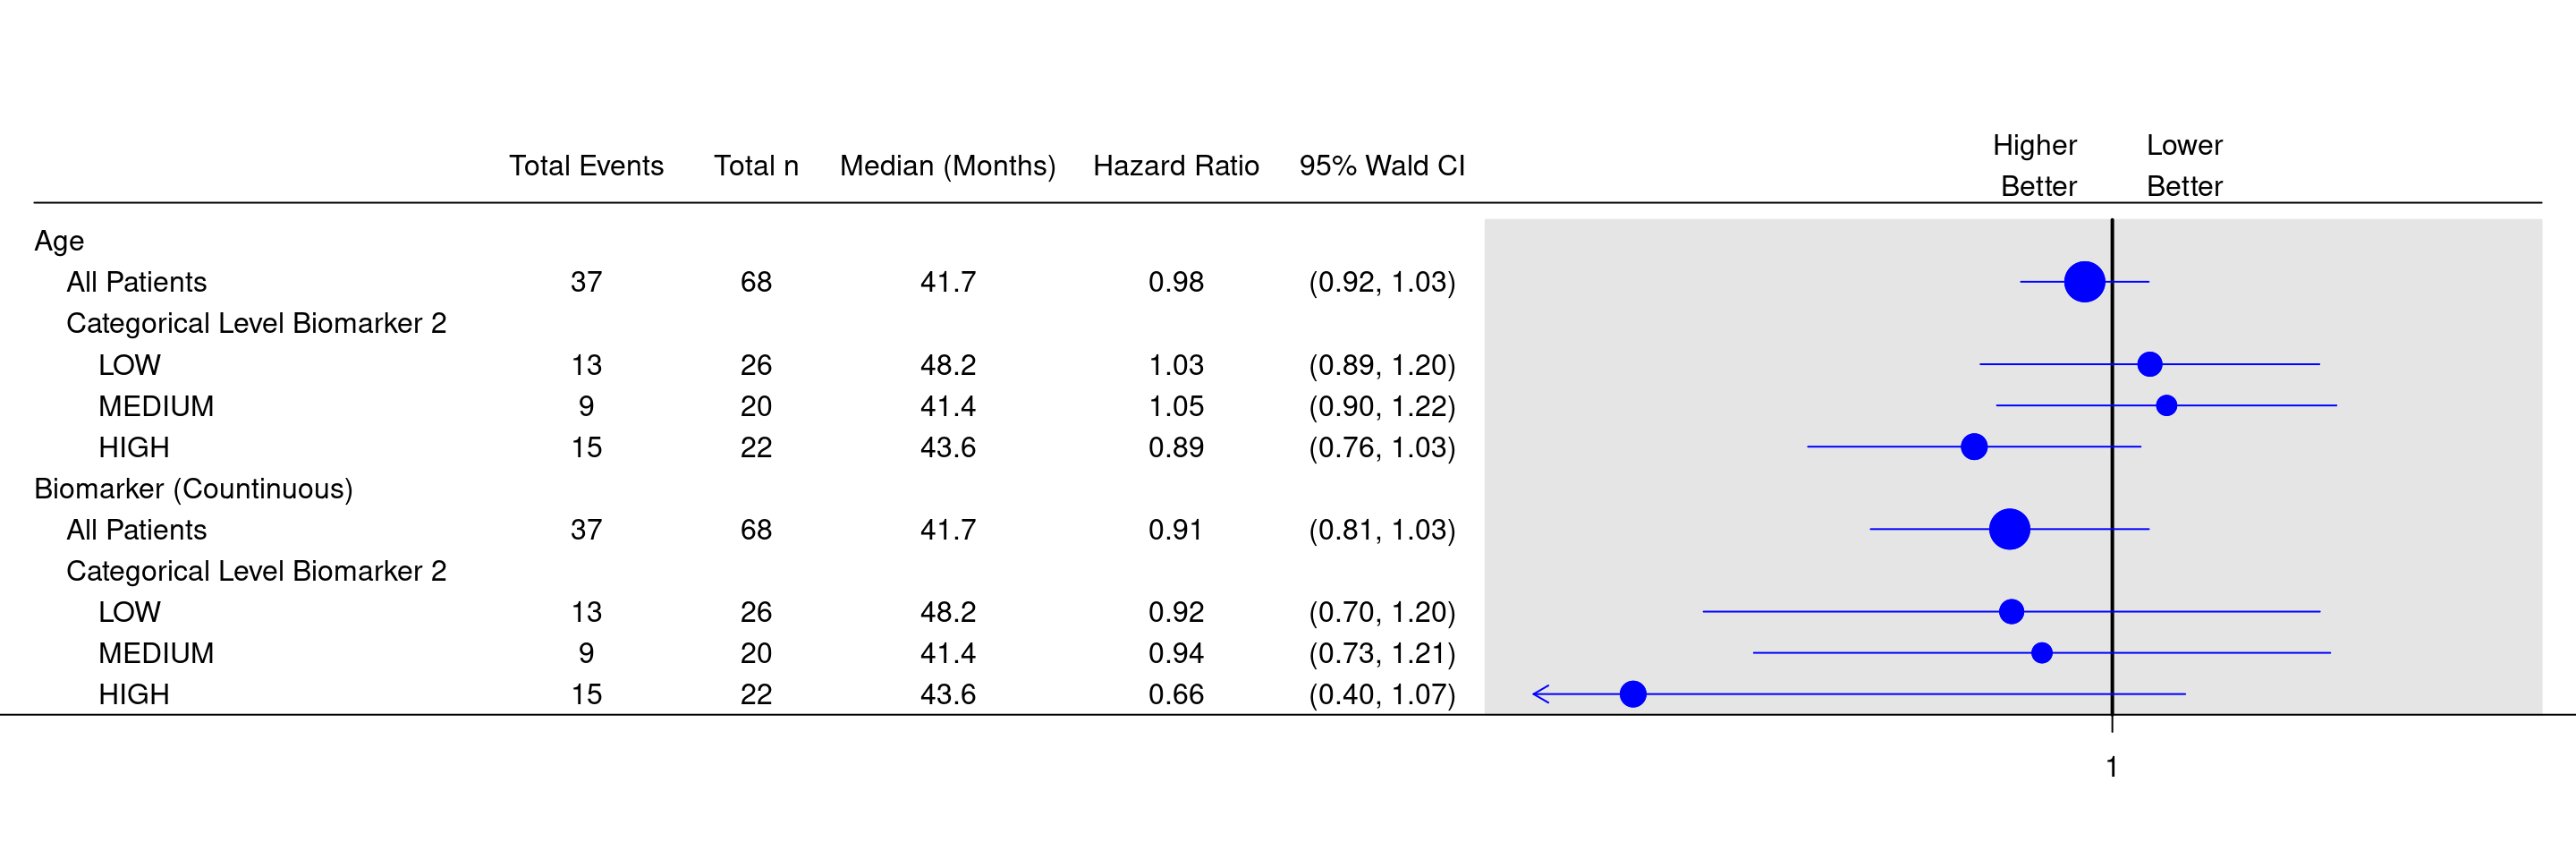 Higher Lower
Total Events Total n Median (Months) Hazard Ratio 95% Wald CI
Better Better
Age
All Patients 37 68 41.7 0.98 (0.92, 1.03)
Categorical Level Biomarker 2
LOW 13 26 48.2 1.03 (0.89, 1.20)
MEDIUM 9 20 41.4 1.05 (0.90, 1.22)
HIGH 15 22 43.6 0.89 (0.76, 1.03)
Biomarker (Countinuous)
All Patients 37 68 41.7 0.91 (0.81, 1.03)
Categorical Level Biomarker 2
LOW 13 26 48.2 0.92 (0.70, 1.20)
MEDIUM 9 20 41.4 0.94 (0.73, 1.21)
HIGH 15 22 43.6 0.66 (0.40, 1.07)
1